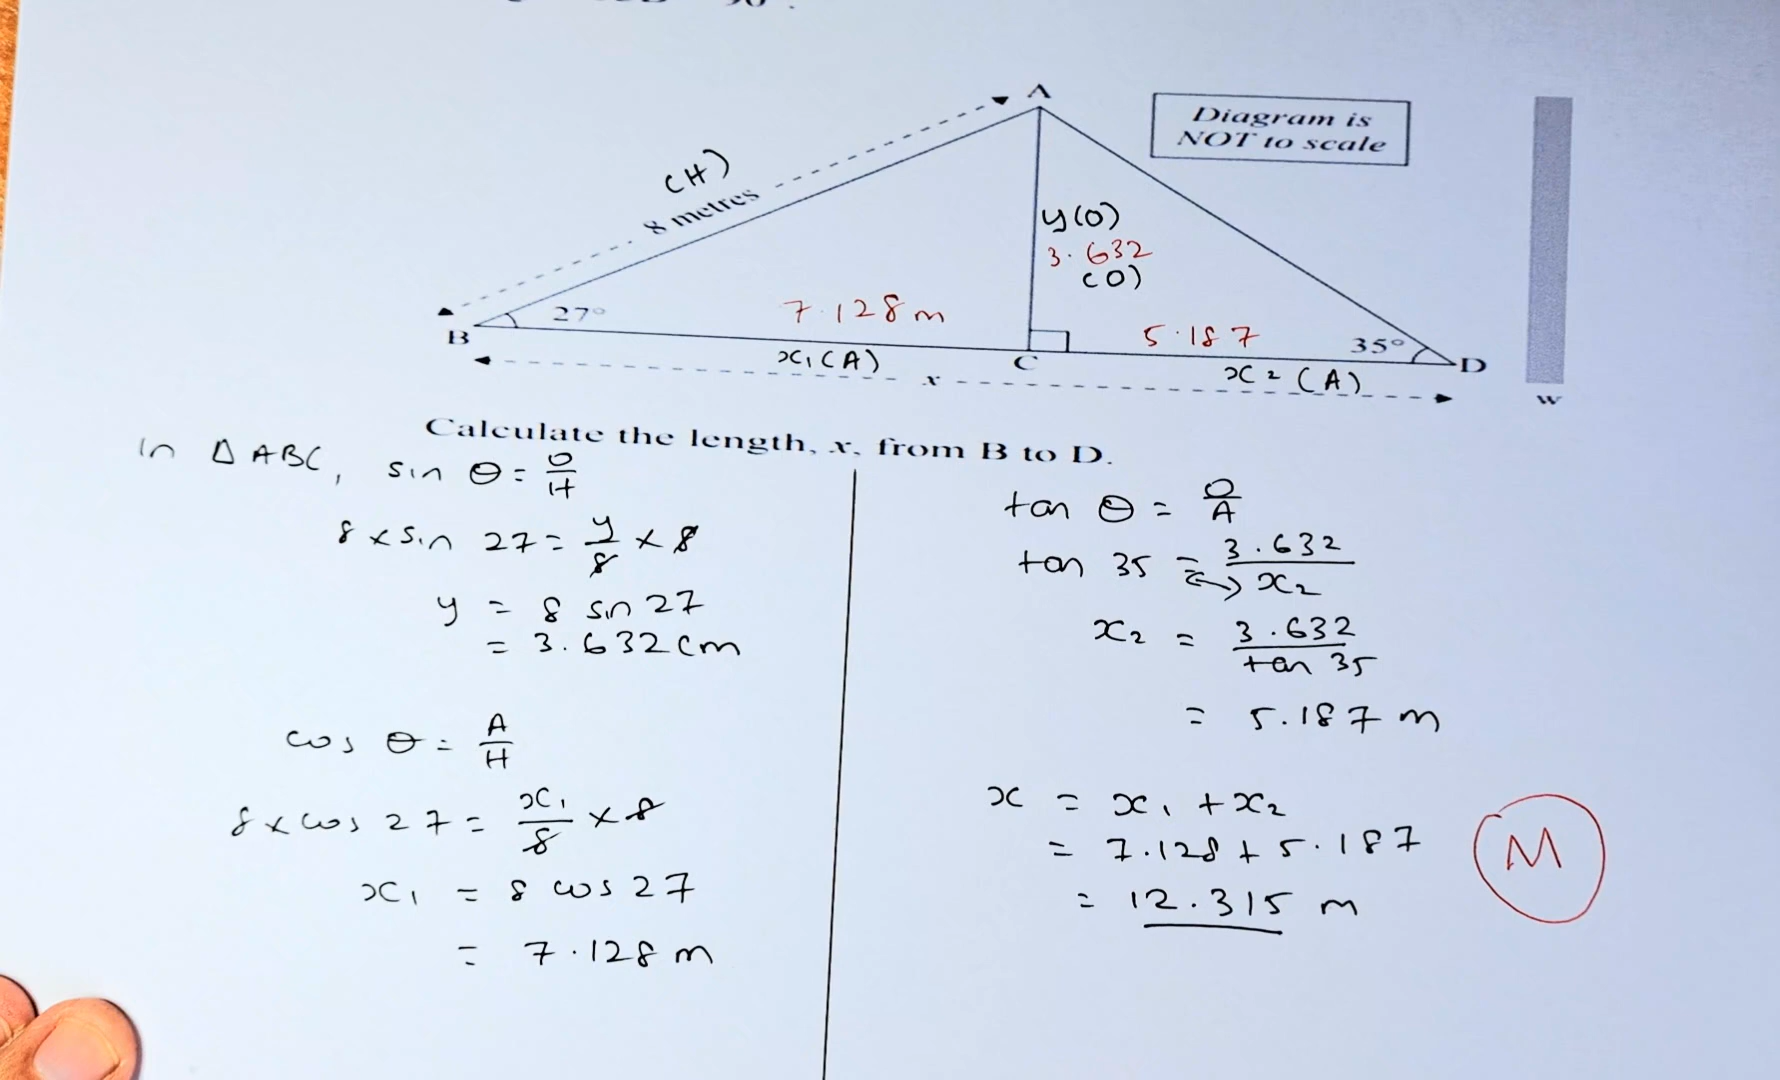 A
Diagram is
NOT to scale
(H)
8 metres
y(O)
3.632
(O)
27°
7.128m
5.187
35°
B
x₁(A)
C
x₂(A)
D
x
w
Calculate the length, x, from B to D.
In Δ ABC, sin θ = O/H
8 × sin 27 = y/8 × 8
y = 8 sin 27
= 3.632 cm
cos θ = A/H
8 × cos 27 = x₁/8 × 8
x₁ = 8 cos 27
= 7.128 m
tan θ = O/A
tan 35 = 3.632/x₂
x₂ = 3.632/tan 35
= 5.187 m
x = x₁ + x₂
= 7.128 + 5.187
= 12.315 m
M